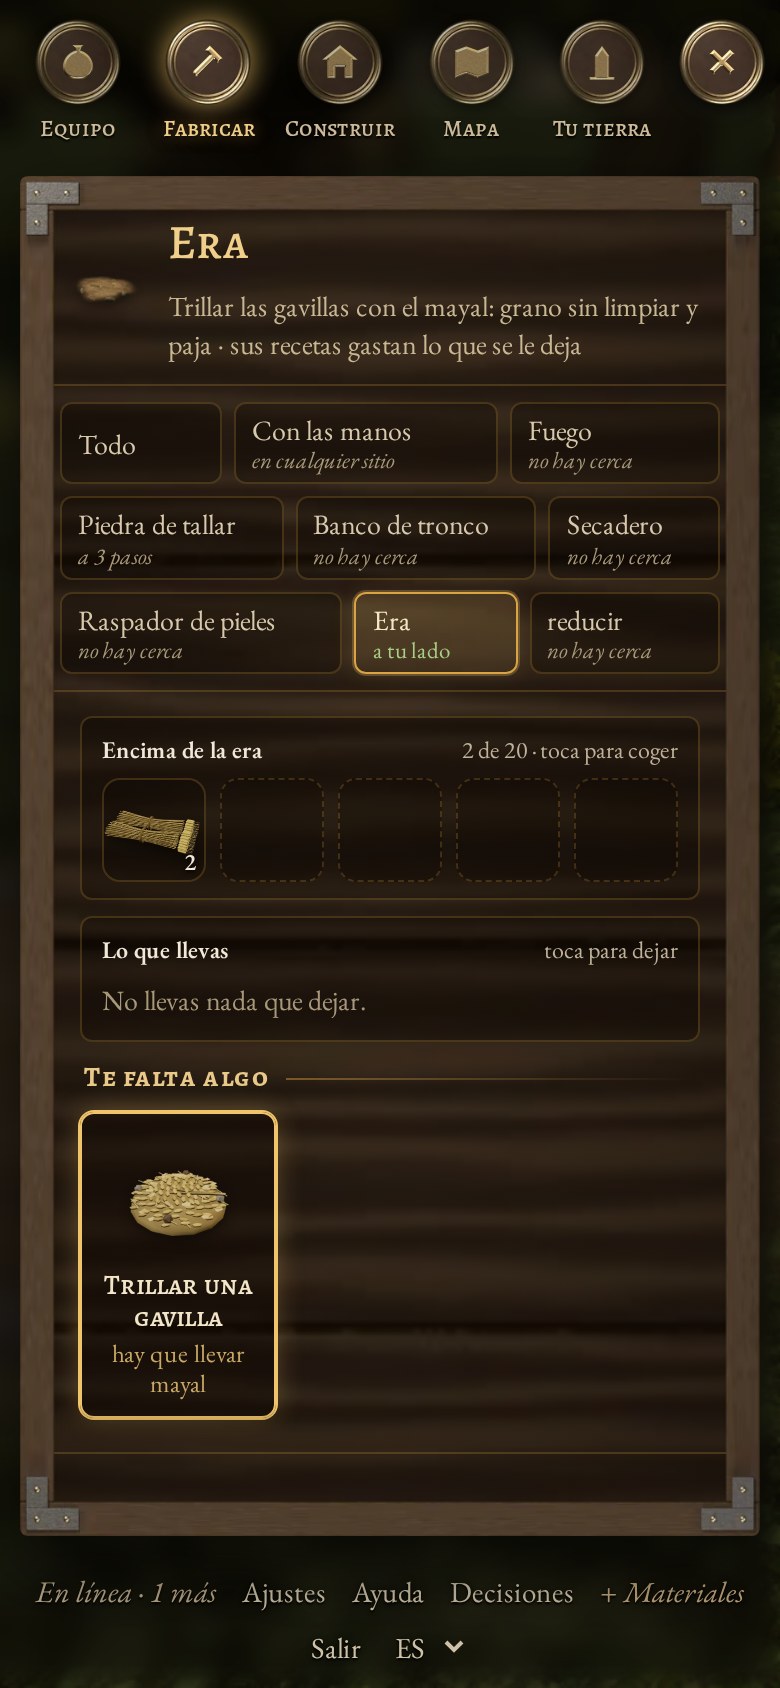 Equipo
Fabricar
Construir
Mapa
Tu tierra
Era
Trillar las gavillas con el mayal: grano sin limpiar y
paja · sus recetas gastan lo que se le deja
Todo
Con las manos
en cualquier sitio
Fuego
no hay cerca
Piedra de tallar
a 3 pasos
Banco de tronco
no hay cerca
Secadero
no hay cerca
Raspador de pieles
no hay cerca
Era
a tu lado
reducir
no hay cerca
Encima de la era
2 de 20 · toca para coger
2
Lo que llevas
toca para dejar
No llevas nada que dejar.
Te falta algo
Trillar una
gavilla
hay que llevar
mayal
En línea · 1 más
Ajustes
Ayuda
Decisiones
+ Materiales
Salir
ES